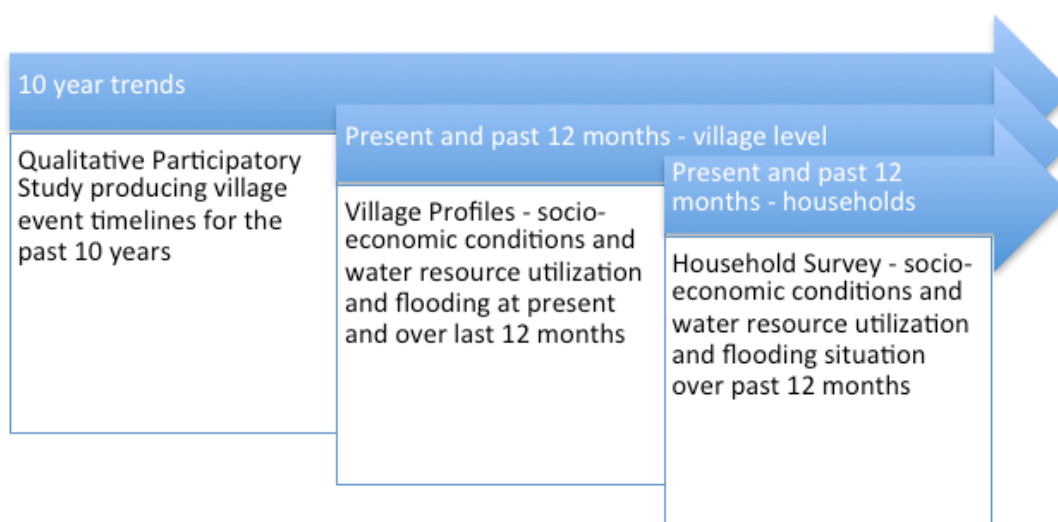 10 year trends
Qualitative Participatory
Study producing village
event timelines for the
past 10 years
Present and past 12 months - village level
Village Profiles - socio-
economic conditions and
water resource utilization
and flooding at present
and over last 12 months
Present and past 12
months - households
Household Survey - socio-
economic conditions and
water resource utilization
and flooding situation
over past 12 months